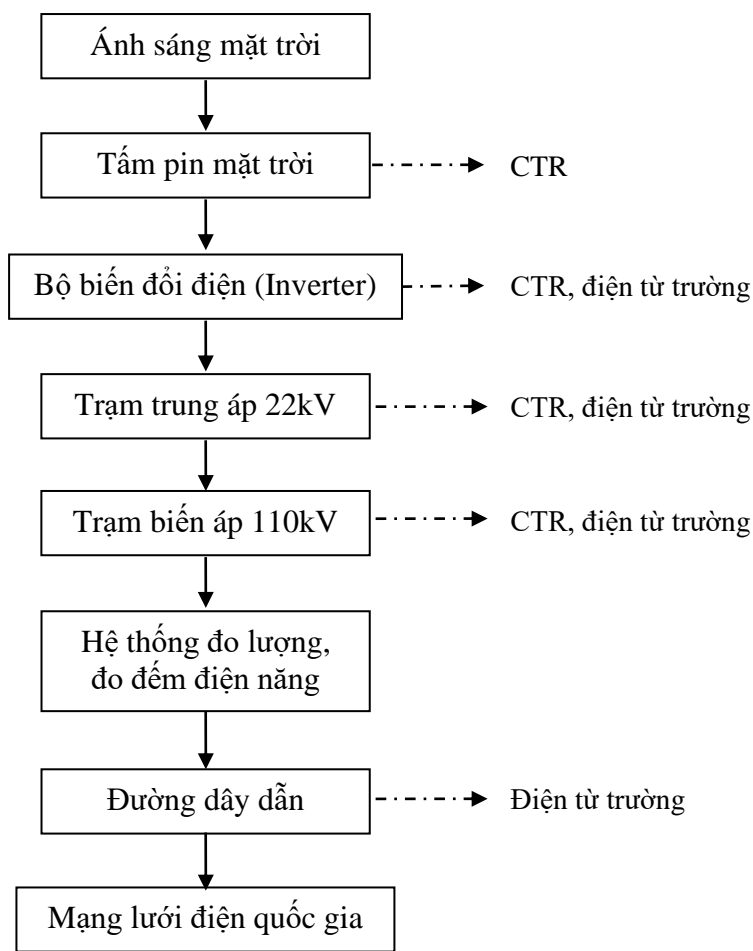 Ánh sáng mặt trời
Tấm pin mặt trời
CTR
Bộ biến đổi điện (Inverter)
CTR, điện từ trường
Trạm trung áp 22kV
CTR, điện từ trường
Trạm biến áp 110kV
CTR, điện từ trường
Hệ thống đo lượng,
đo đếm điện năng
Đường dây dẫn
Điện từ trường
Mạng lưới điện quốc gia